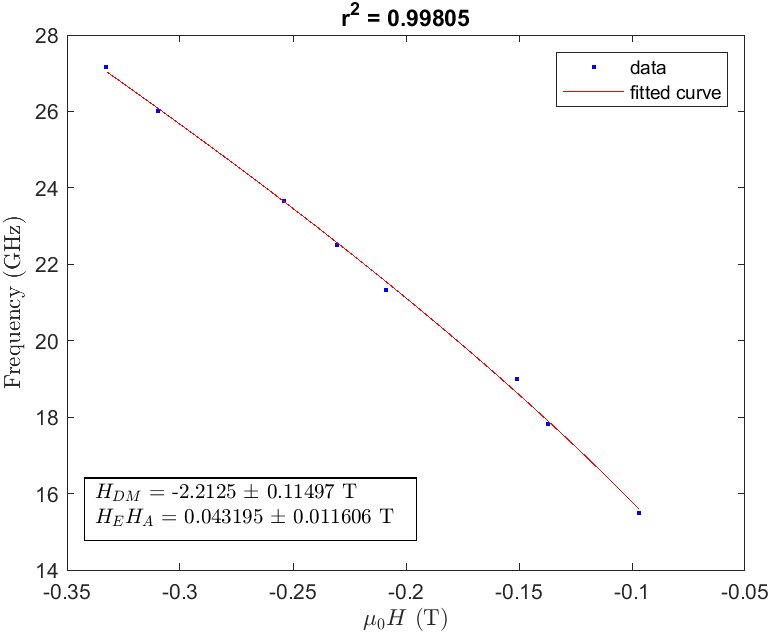 r² = 0.99805
28
26
24
22
20
18
16
14
Frequency (GHz)
data
fitted curve
H_DM = -2.2125 ± 0.11497 T
H_EH_A = 0.043195 ± 0.011606 T
-0.35 -0.3 -0.25 -0.2 -0.15 -0.1 -0.05
μ₀H (T)